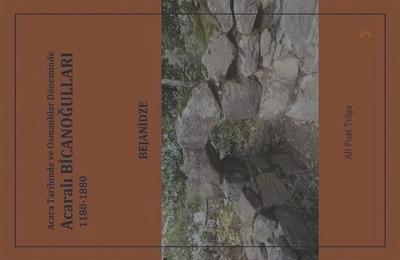 Acara Tarihinde ve Osmanlılar Döneminde
Acaralı BİCANOĞULLARI
1180-1880
BEJANİDZE
Ali Fuat Tolga